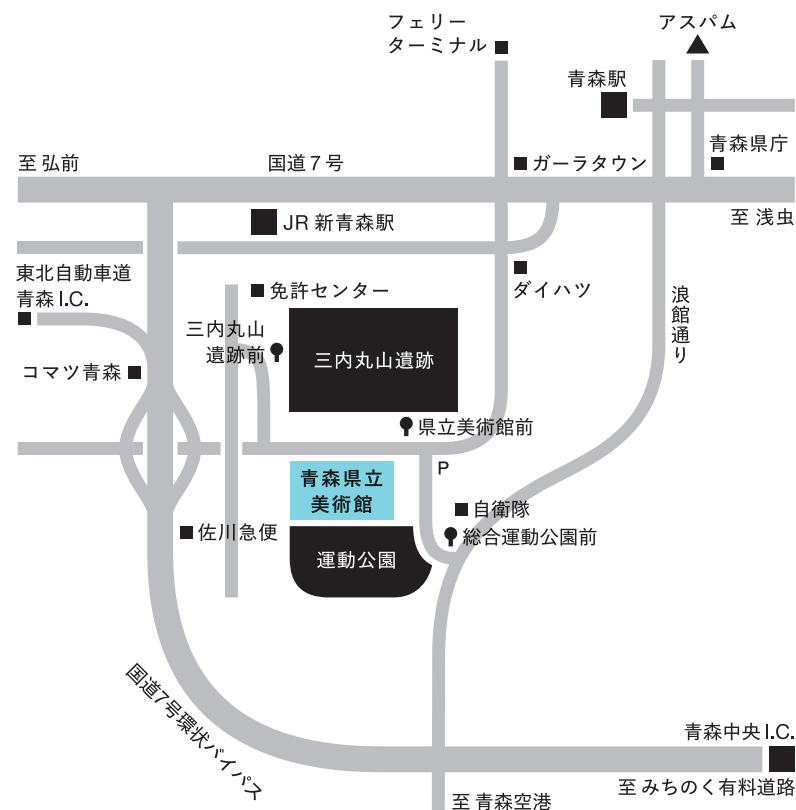 フェリー
ターミナル
アスパム
青森駅
青森県庁
至 弘前
国道7号
ガーラタウン
至 浅虫
JR 新青森駅
東北自動車道
青森 I.C.
免許センター
ダイハツ
浪館通り
三内丸山
遺跡前
三内丸山遺跡
コマツ青森
県立美術館前
P
青森県立
美術館
自衛隊
佐川急便
総合運動公園前
運動公園
国道7号環状バイパス
青森中央 I.C.
至 みちのく有料道路
至 青森空港